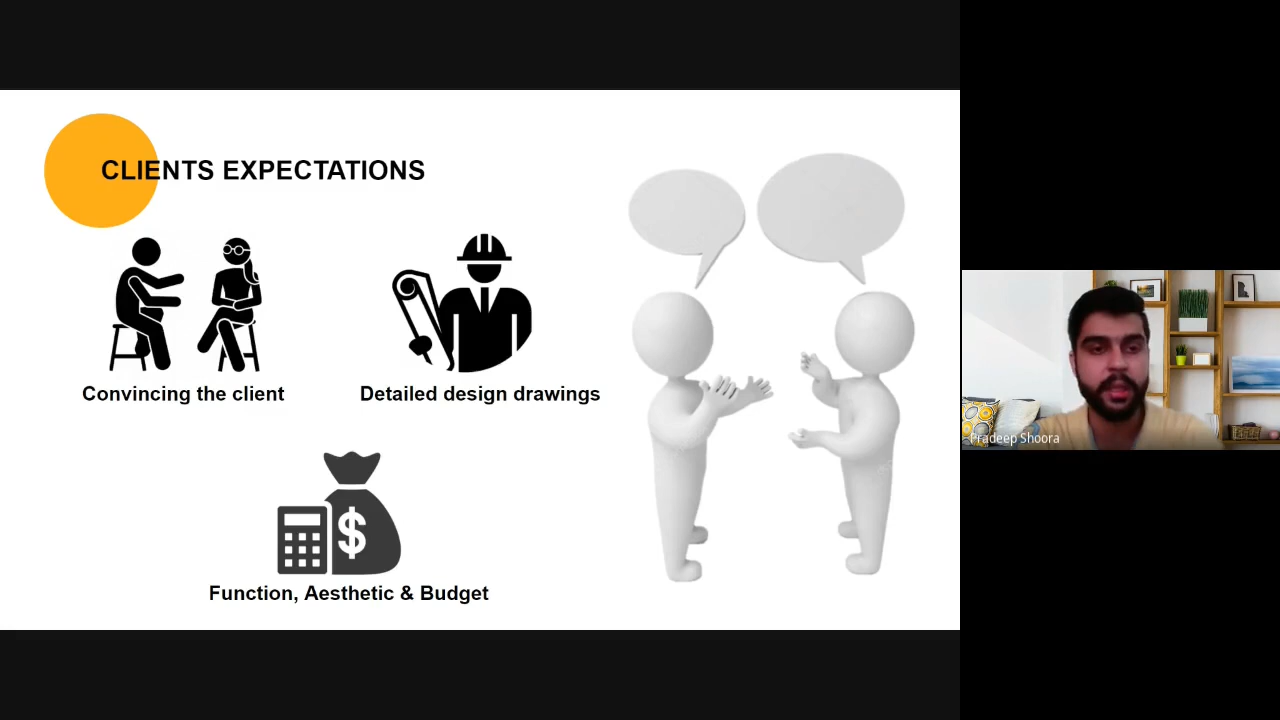 CLIENTS EXPECTATIONS
Convincing the client
Detailed design drawings
$
Function, Aesthetic & Budget
Pradeep Shoora